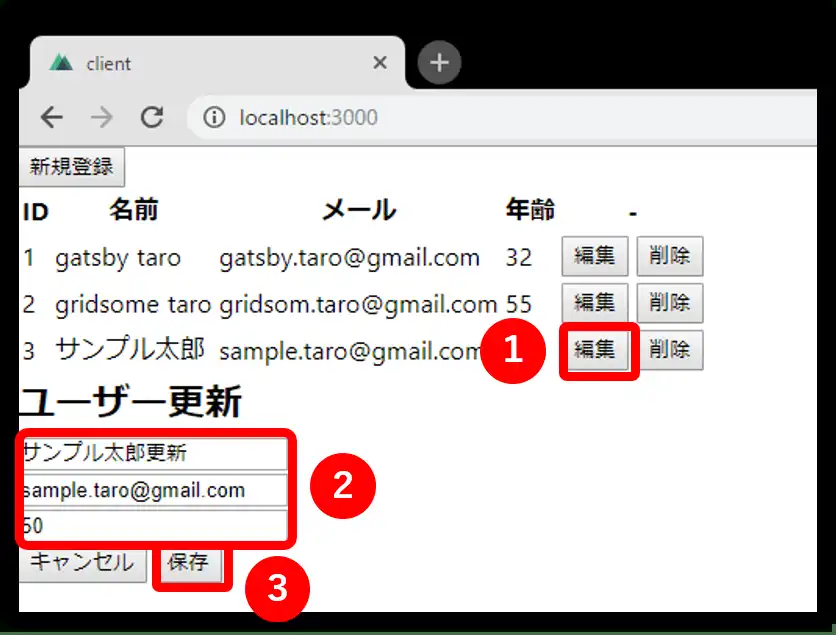 client
localhost:3000
新規登録
ID 名前 メール 年齢 -
1 gatsby taro gatsby.taro@gmail.com 32 編集 削除
2 gridsome taro gridsom.taro@gmail.com 55 編集 削除
3 サンプル太郎 sample.taro@gmail.com 1 編集 削除
ユーザー更新
サンプル太郎更新
sample.taro@gmail.com 2
50
キャンセル 保存
3